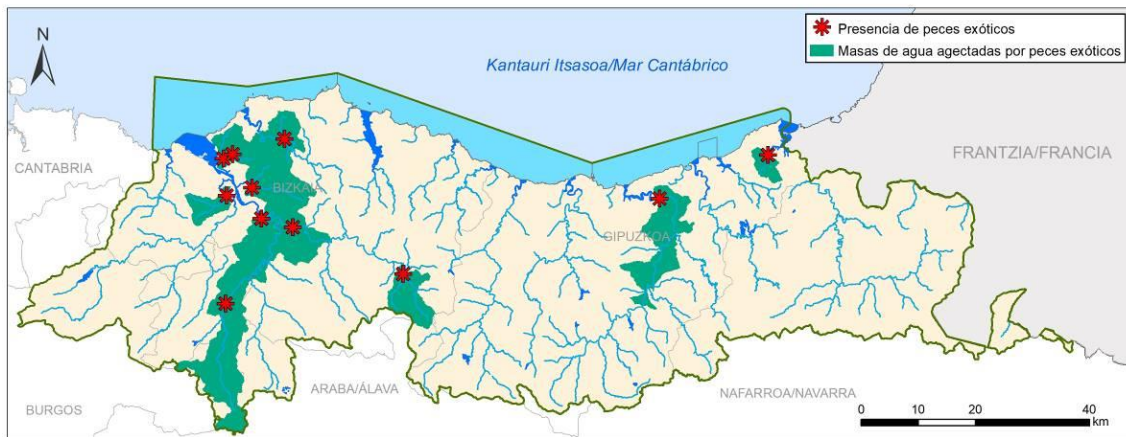 N
Presencia de peces exóticos
Masas de agua agectadas por peces exóticos
Kantauri Itsasoa/Mar Cantábrico
CANTABRIA
FRANTZIA/FRANCIA
BIZKAIA
GIPUZKOA
ARABA/ÁLAVA
NAFARROA/NAVARRA
BURGOS
0 10 20 40
km